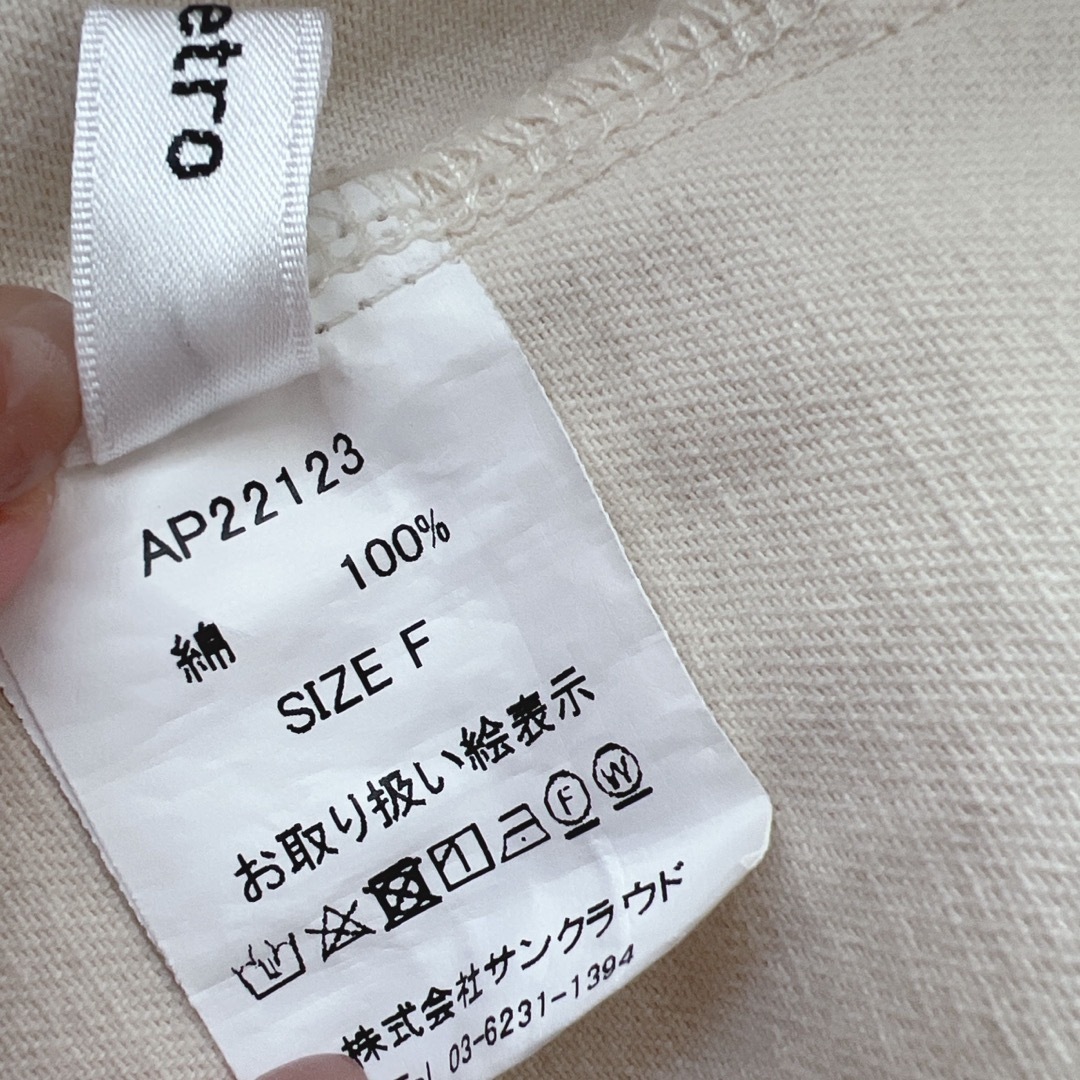 etro
AP22123
綿 100%
SIZE F
お取り扱い絵表示
F W
株式会社サンクラウド
Tel 03-6231-1394